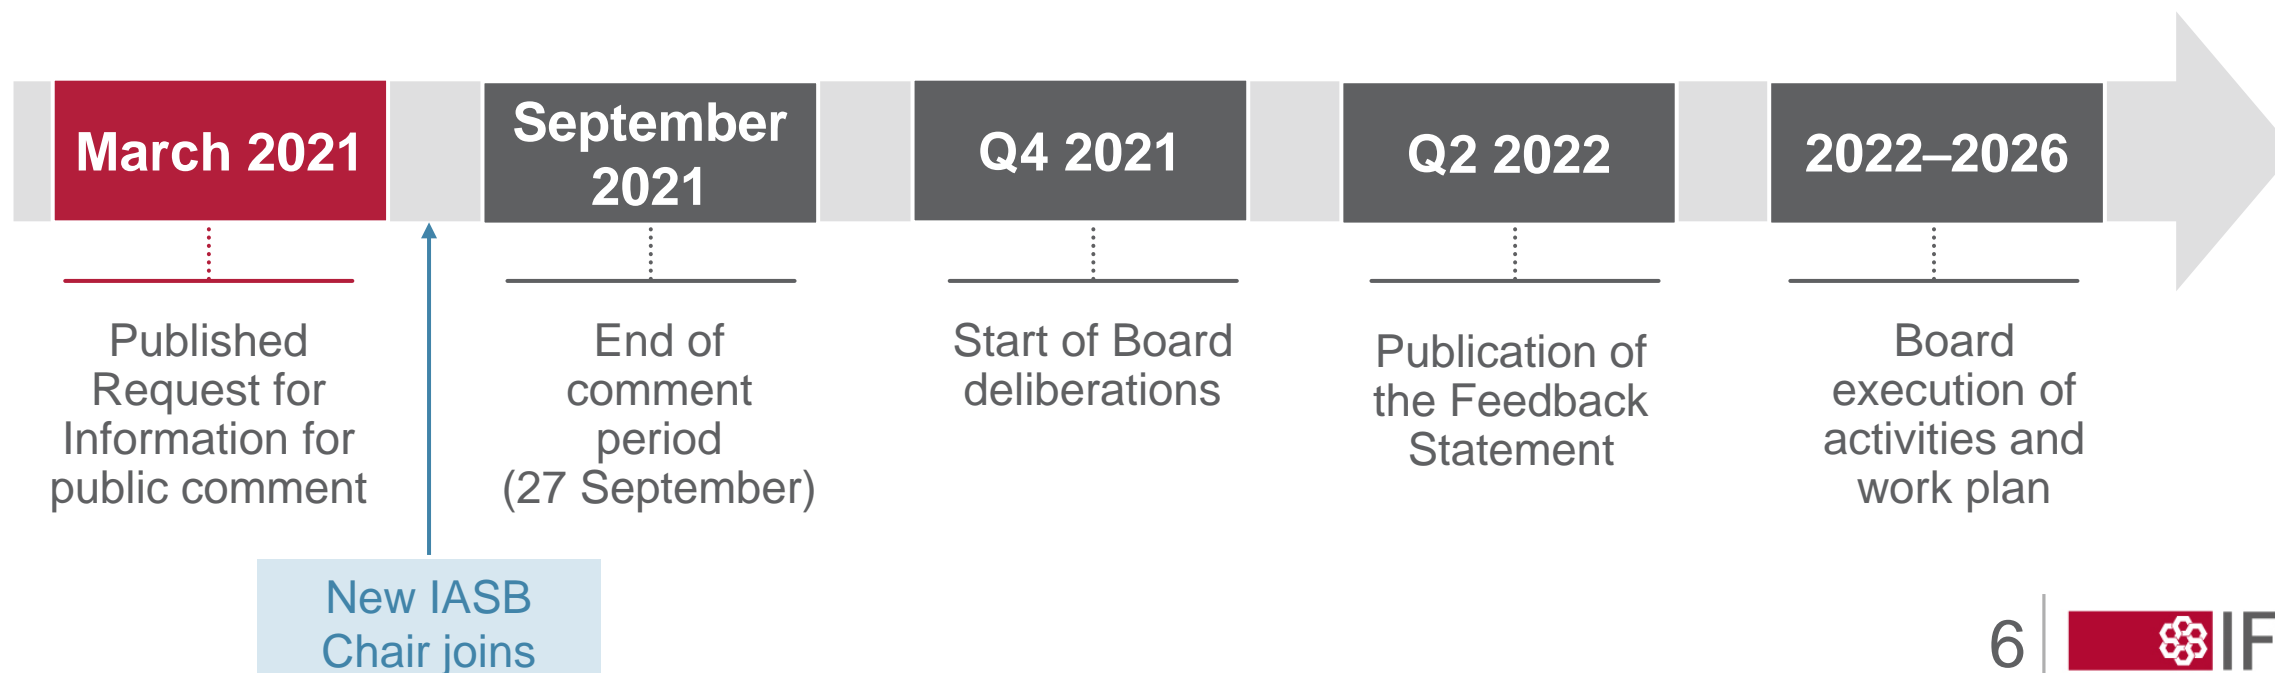 March 2021
September
2021
Q4 2021
Q2 2022
2022–2026
Published
Request for
Information for
public comment
End of
comment
period
(27 September)
Start of Board
deliberations
Publication of
the Feedback
Statement
Board
execution of
activities and
work plan
New IASB
Chair joins
6
IF